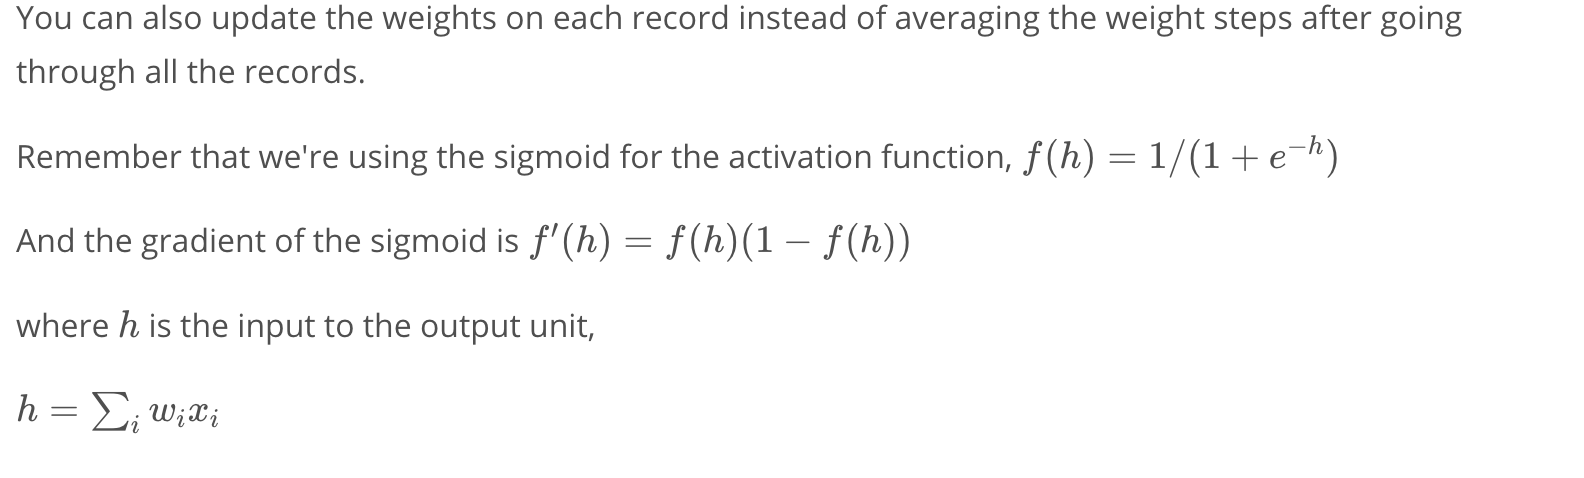 You can also update the weights on each record instead of averaging the weight steps after going
through all the records.
Remember that we're using the sigmoid for the activation function, f(h) = 1/(1 + e^{-h})
And the gradient of the sigmoid is f'(h) = f(h)(1 − f(h))
where h is the input to the output unit,
h = ∑_i w_i x_i